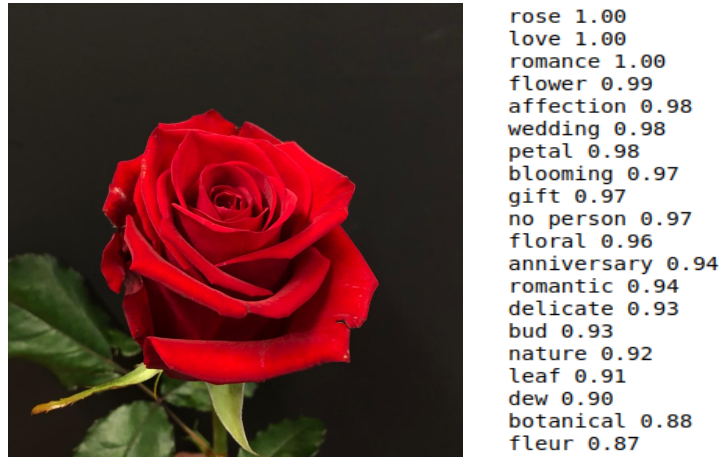 rose 1.00
love 1.00
romance 1.00
flower 0.99
affection 0.98
wedding 0.98
petal 0.98
blooming 0.97
gift 0.97
no person 0.97
floral 0.96
anniversary 0.94
romantic 0.94
delicate 0.93
bud 0.93
nature 0.92
leaf 0.91
dew 0.90
botanical 0.88
fleur 0.87